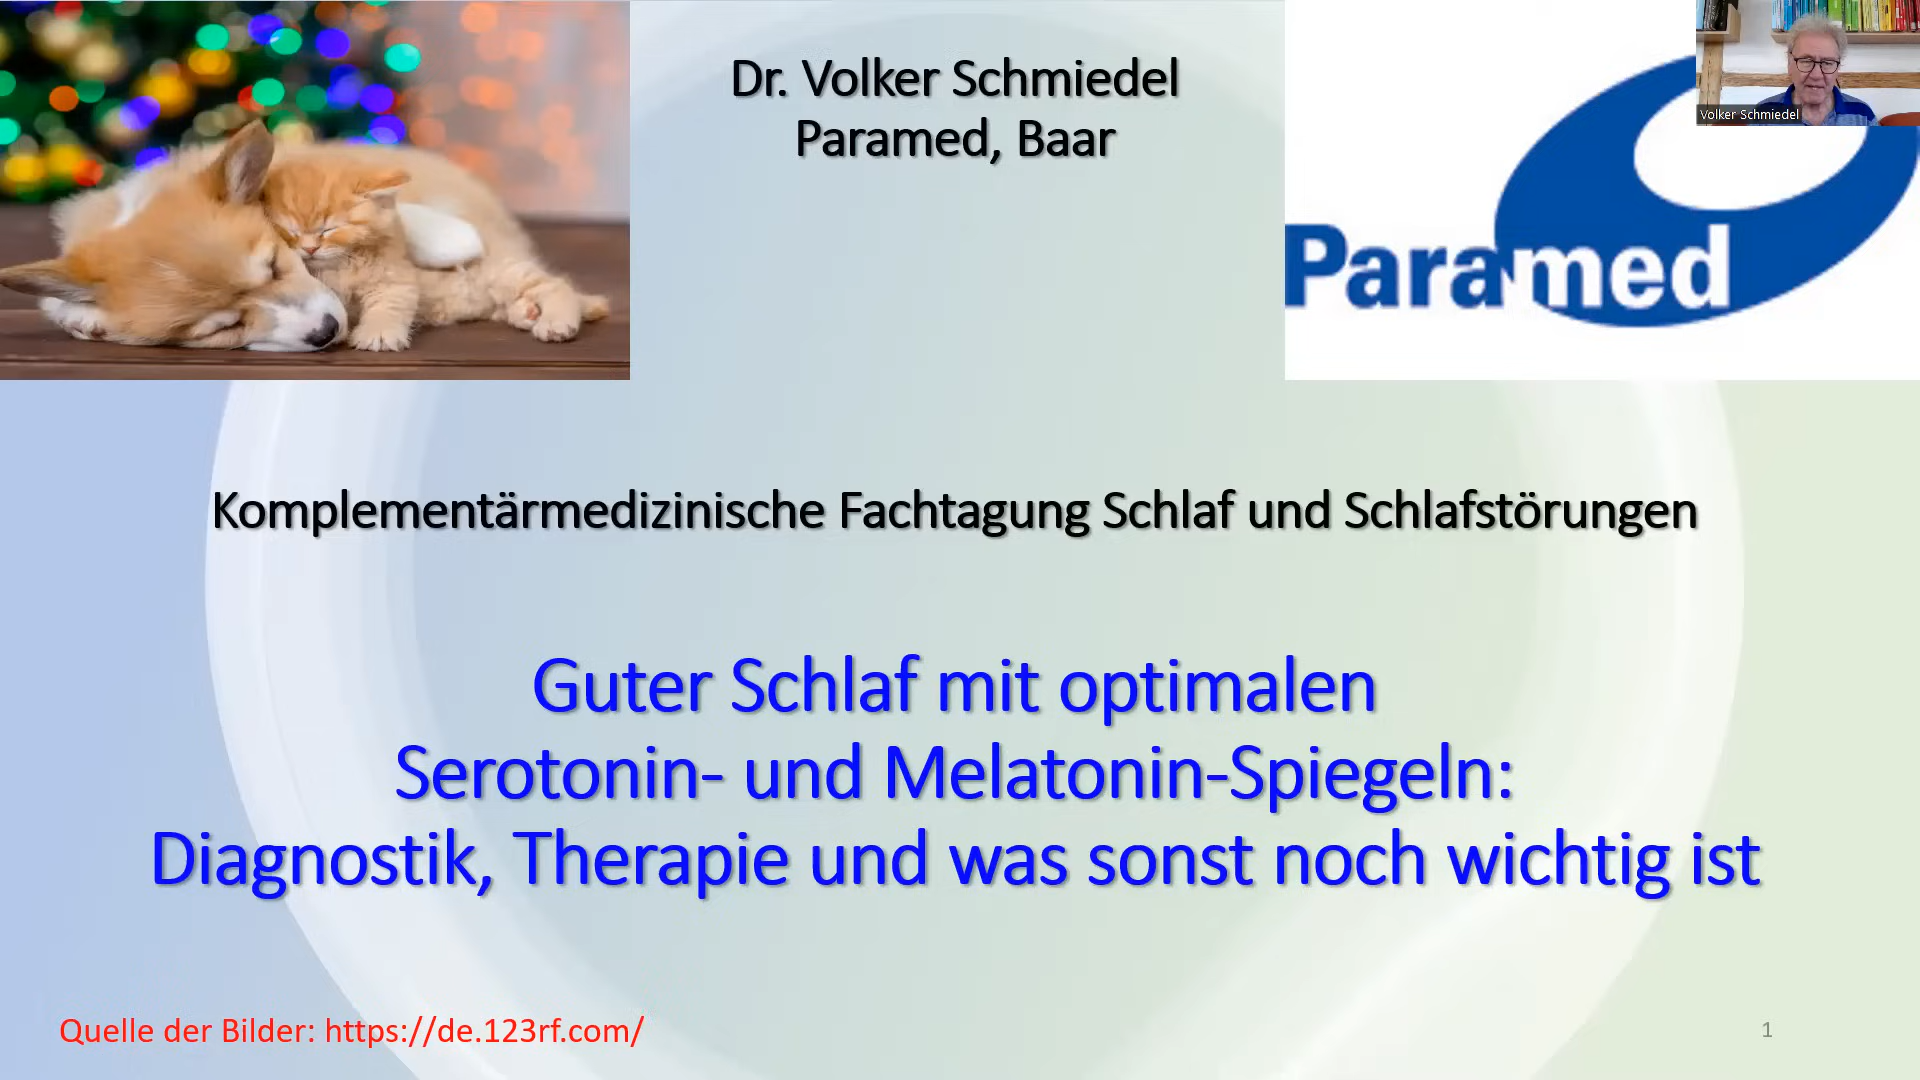 Dr. Volker Schmiedel
Paramed, Baar
Volker Schmiedel
Paramed
Komplementärmedizinische Fachtagung Schlaf und Schlafstörungen
Guter Schlaf mit optimalen
Serotonin- und Melatonin-Spiegeln:
Diagnostik, Therapie und was sonst noch wichtig ist
Quelle der Bilder: https://de.123rf.com/
1